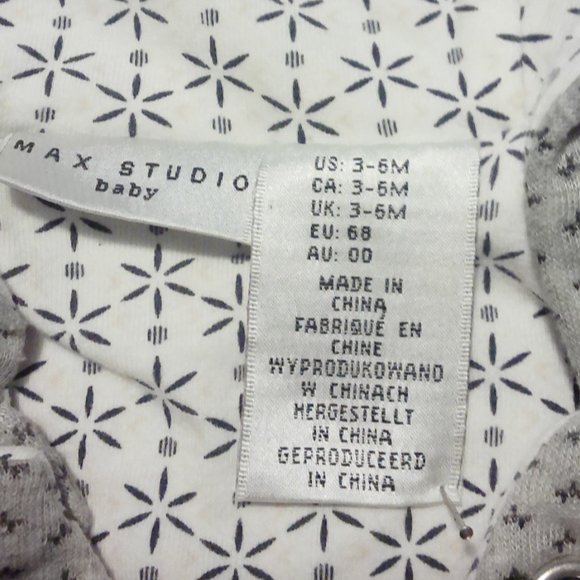 MAX STUDIO
baby
US: 3-6M
CA: 3-6M
UK: 3-6M
EU: 68
AU: 00
MADE IN
CHINA
FABRIQUÉ EN
CHINE
WYPRODUKOWANO
W CHINACH
HERGESTELLT
IN CHINA
GEPRODUCEERD
IN CHINA